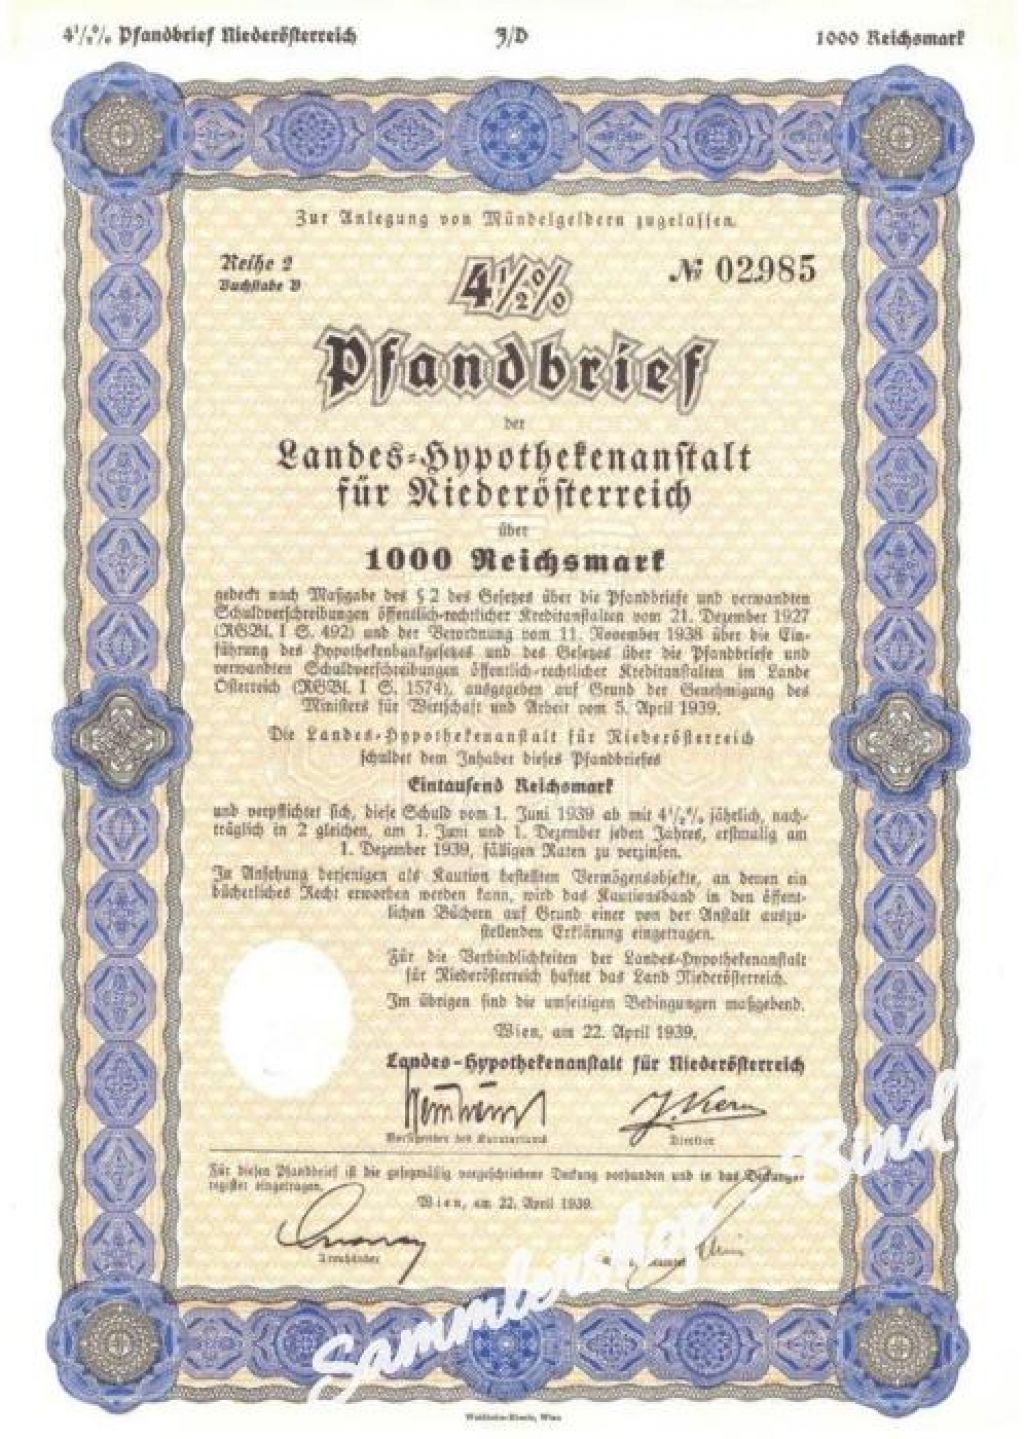 4½% Pfandbrief Niederösterreich J/D 1000 Reichsmark
Zur Anlegung von Mündelgeldern zugelassen.
Reihe 2
Buchstabe D
№ 02985
4½%
Pfandbrief
der
Landes-Hypothekenanstalt
für Niederösterreich
über
1000 Reichsmark
gedeckt nach Maßgabe des § 2 des Gesetzes über die Pfandbriefe und verwandten
Schuldverschreibungen öffentlich-rechtlicher Kreditanstalten vom 21. Dezember 1927
(RGBl. I S. 492) und der Verordnung vom 11. November 1938 über die Ein-
führung des Hypothekenbankgesetzes und des Gesetzes über die Pfandbriefe und
verwandten Schuldverschreibungen öffentlich-rechtlicher Kreditanstalten im Lande
Österreich (RGBl. I S. 1574), ausgegeben auf Grund der Genehmigung des
Ministers für Wirtschaft und Arbeit vom 5. April 1939.
Die Landes-Hypothekenanstalt für Niederösterreich
schuldet dem Inhaber dieses Pfandbriefes
Eintausend Reichsmark
und verpflichtet sich, diese Schuld vom 1. Juni 1939 ab mit 4½% jährlich, nach-
träglich in 2 gleichen, am 1. Juni und 1. Dezember jeden Jahres, erstmalig am
1. Dezember 1939, fälligen Raten zu verzinsen.
In Ansehung derjenigen als Kaution bestellten Vermögensobjekte, an denen ein
bücherliches Recht erworben werden kann, wird das Kautionsband in den öffent-
lichen Büchern auf Grund einer von der Anstalt auszu-
stellenden Erklärung eingetragen.
Für die Verbindlichkeiten der Landes-Hypothekenanstalt
für Niederösterreich haftet das Land Niederösterreich.
Im übrigen sind die umseitigen Bedingungen maßgebend.
Wien, am 22. April 1939.
Landes-Hypothekenanstalt für Niederösterreich
Vorsitzender des Kuratoriums Direktor
Für diesen Pfandbrief ist die gesetzmäßig vorgeschriebene Deckung vorhanden und in das Deckungs-
register eingetragen.
Wien, am 22. April 1939.
Treuhänder
Sammlershop Bindl
Waldheim-Eberle, Wien